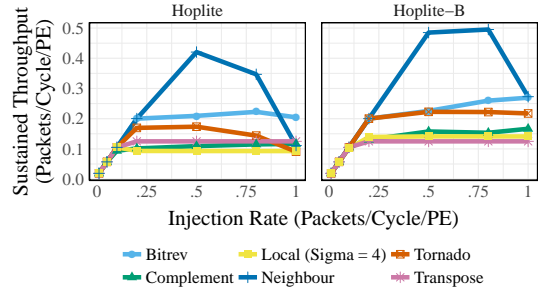 Hoplite
Hoplite−B
Sustained Throughput
(Packets/Cycle/PE)
0.5
0.4
0.3
0.2
0.1
0.0
0 .25 .5 .75 1
0 .25 .5 .75 1
Injection Rate (Packets/Cycle/PE)
Bitrev
Local (Sigma = 4)
Tornado
Complement
Neighbour
Transpose